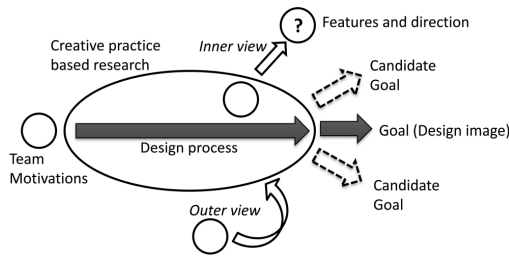 ?
Features and direction
Inner view
Creative practice
based research
Candidate
Goal
Goal (Design image)
Design process
Team
Motivations
Candidate
Goal
Outer view